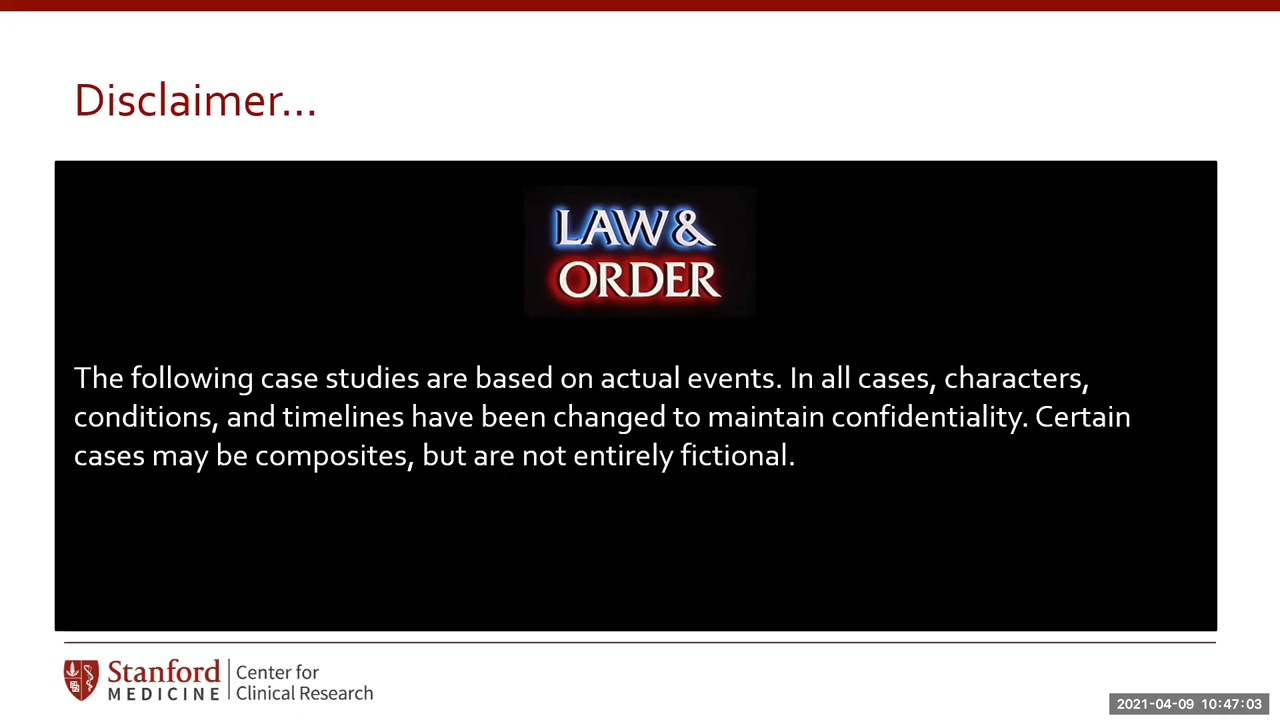 Disclaimer...
LAW &
ORDER
The following case studies are based on actual events. In all cases, characters,
conditions, and timelines have been changed to maintain confidentiality. Certain
cases may be composites, but are not entirely fictional.
Stanford
MEDICINE
Center for
Clinical Research
2021-04-09 10:47:03